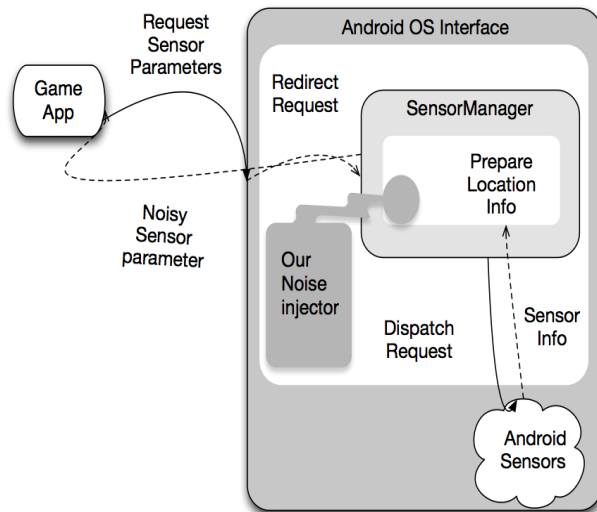 Android OS Interface
Request
Sensor
Parameters
Game
App
Redirect
Request
SensorManager
Prepare
Location
Info
Noisy
Sensor
parameter
Our
Noise
injector
Dispatch
Request
Sensor
Info
Android
Sensors